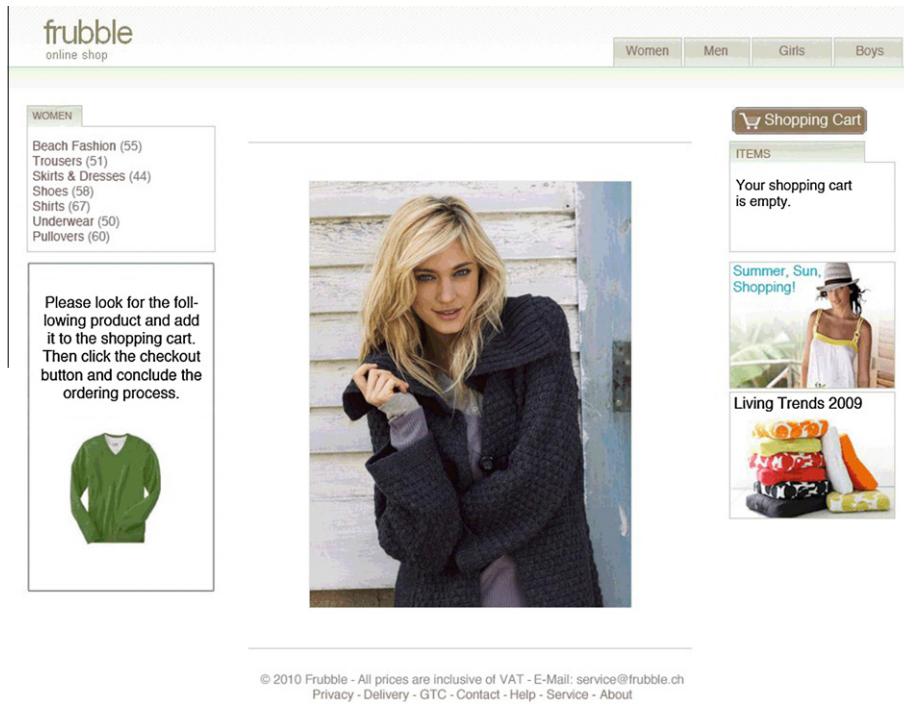 frubble
online shop
Women Men Girls Boys
WOMEN
Beach Fashion (55)
Trousers (51)
Skirts & Dresses (44)
Shoes (58)
Shirts (67)
Underwear (50)
Pullovers (60)
Please look for the fol-
lowing product and add
it to the shopping cart.
Then click the checkout
button and conclude the
ordering process.
Shopping Cart
ITEMS
Your shopping cart
is empty.
Summer, Sun,
Shopping!
Living Trends 2009
© 2010 Frubble - All prices are inclusive of VAT - E-Mail: service@frubble.ch
Privacy - Delivery - GTC - Contact - Help - Service - About